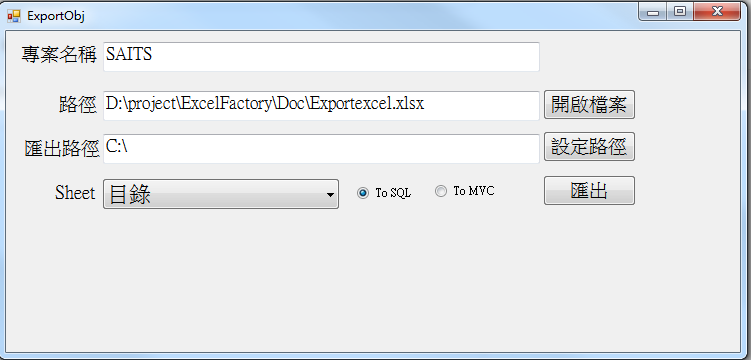 ExportObj
專案名稱 SAITS
路徑 D:\project\ExcelFactory\Doc\Exportexcel.xlsx 開啟檔案
匯出路徑 C:\ 設定路徑
Sheet 目錄 To SQL To MVC 匯出